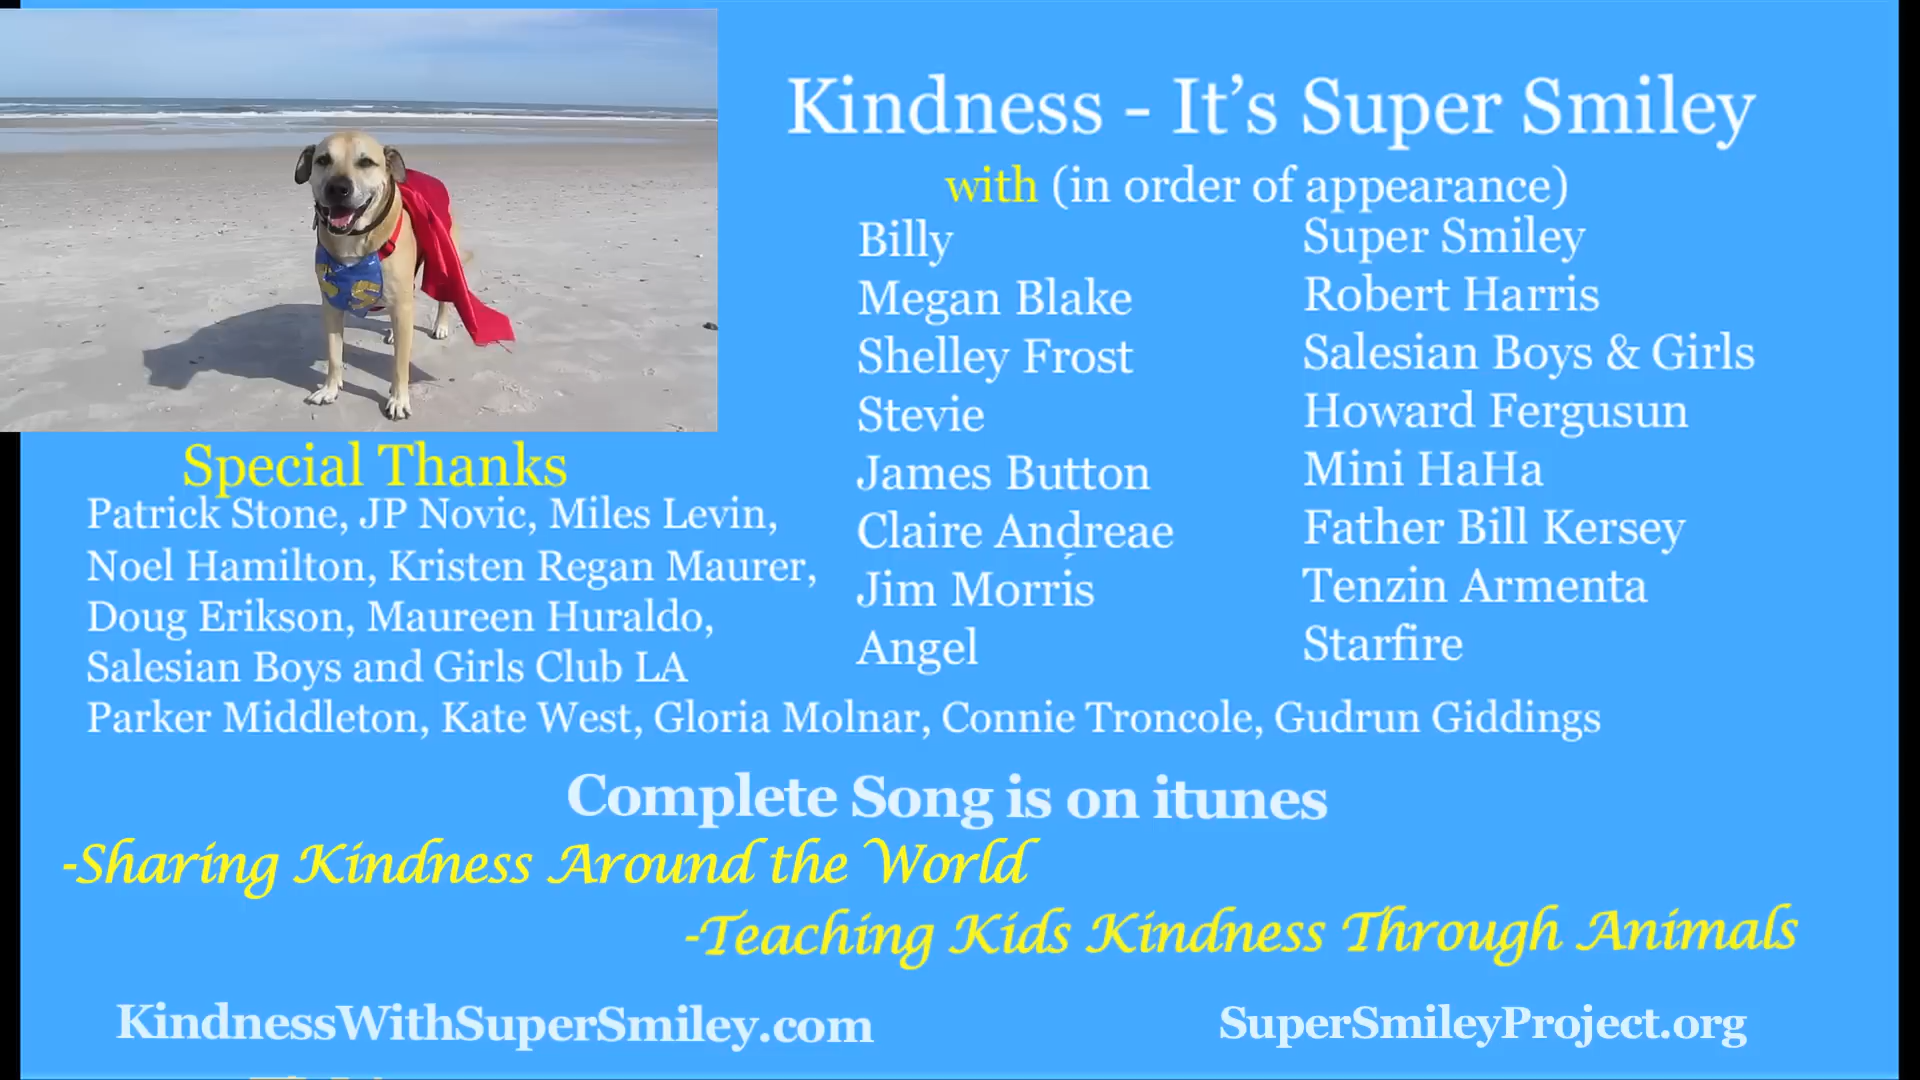 Kindness - It's Super Smiley
with (in order of appearance)
Billy
Megan Blake
Shelley Frost
Stevie
James Button
Claire Andreae
Jim Morris
Angel
Super Smiley
Robert Harris
Salesian Boys & Girls
Howard Fergusun
Mini HaHa
Father Bill Kersey
Tenzin Armenta
Starfire
Special Thanks
Patrick Stone, JP Novic, Miles Levin,
Noel Hamilton, Kristen Regan Maurer,
Doug Erikson, Maureen Huraldo,
Salesian Boys and Girls Club LA
Parker Middleton, Kate West, Gloria Molnar, Connie Troncole, Gudrun Giddings
Complete Song is on itunes
-Sharing Kindness Around the World
-Teaching Kids Kindness Through Animals
KindnessWithSuperSmiley.com
SuperSmileyProject.org